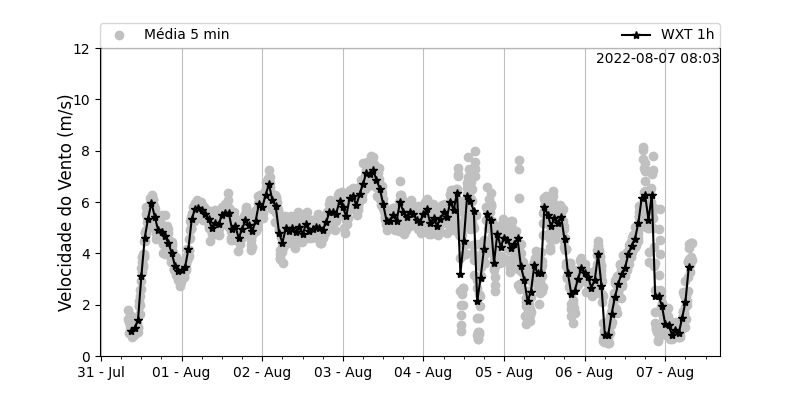 Média 5 min
WXT 1h
2022-08-07 08:03
Velocidade do Vento (m/s)
12
10
8
6
4
2
0
31 - Jul
01 - Aug
02 - Aug
03 - Aug
04 - Aug
05 - Aug
06 - Aug
07 - Aug